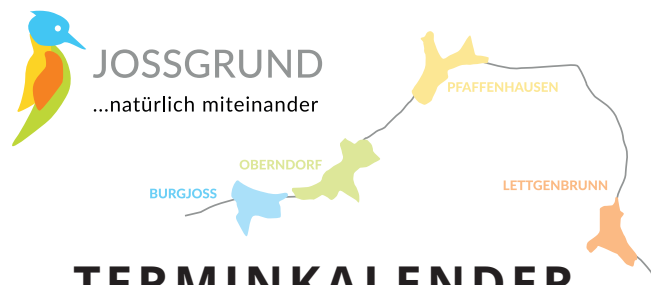 JOSSGRUND
...natürlich miteinander
PFAFFENHAUSEN
OBERNDORF
BURGJOSS
LETTGENBRUNN
TERMINKALENDER